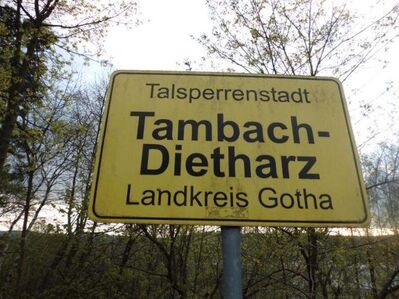 Talsperrenstadt
Tambach-
Dietharz
Landkreis Gotha